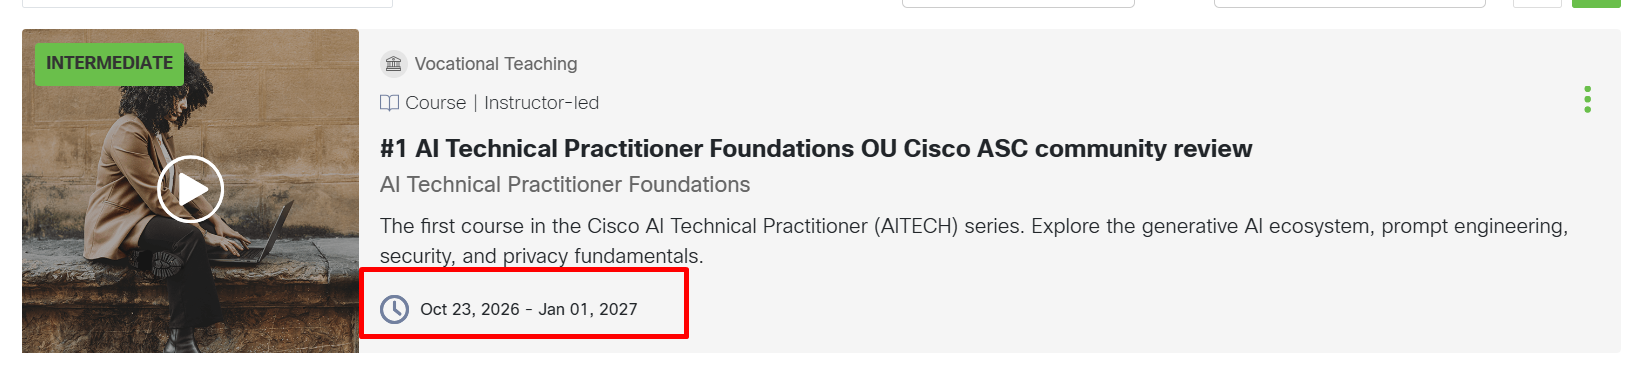 INTERMEDIATE
Vocational Teaching
Course | Instructor-led
#1 AI Technical Practitioner Foundations OU Cisco ASC community review
AI Technical Practitioner Foundations
The first course in the Cisco AI Technical Practitioner (AITECH) series. Explore the generative AI ecosystem, prompt engineering,
security, and privacy fundamentals.
Oct 23, 2026 - Jan 01, 2027